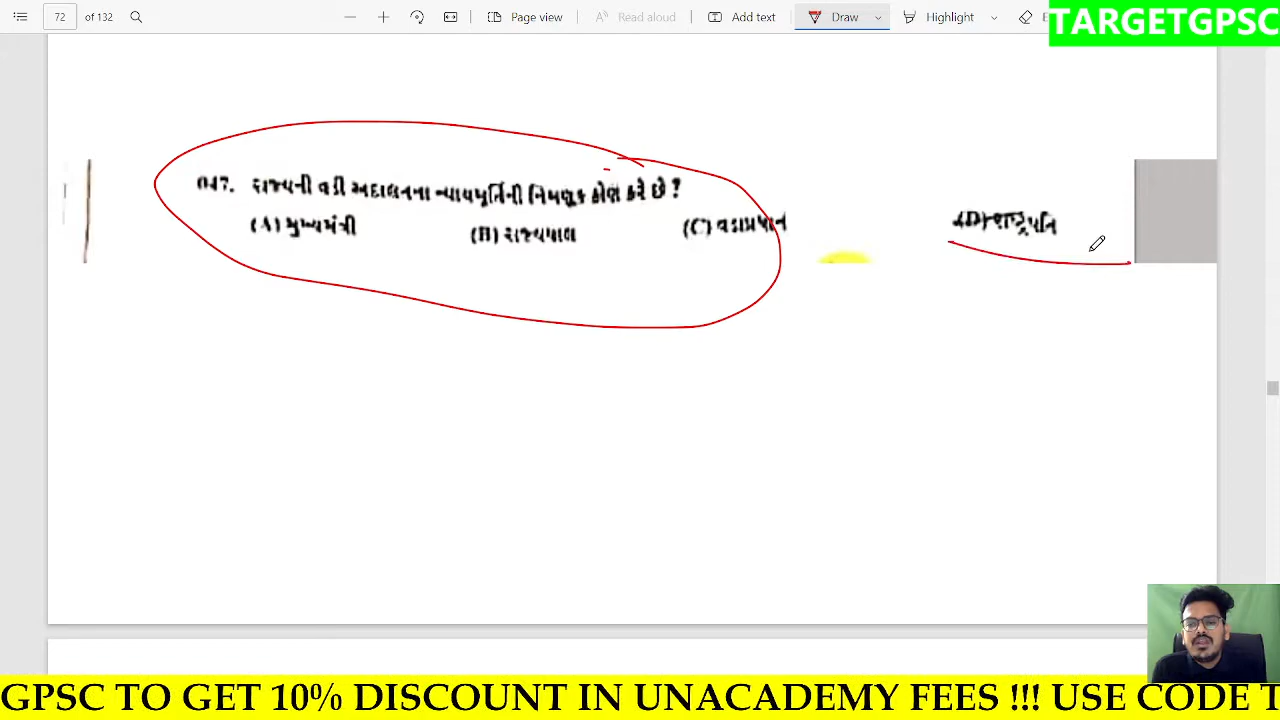 72 of 132 Page view Read aloud Add text Draw Highlight
TARGETGPSC
047. રાજ્યની વડી અદાલતના ન્યાયમૂર્તિની નિમણૂક કોણ કરે છે ?
(A) મુખ્યમંત્રી (B) રાજ્યપાલ (C) વડાપ્રધાન (D) રાષ્ટ્રપતિ
GPSC TO GET 10% DISCOUNT IN UNACADEMY FEES !!! USE CODE T